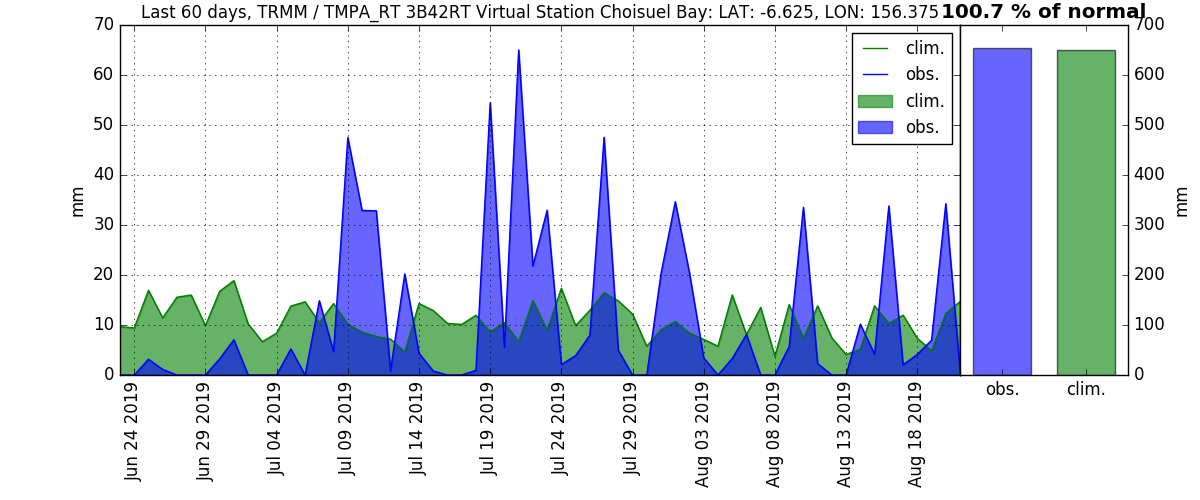 Last 60 days, TRMM / TMPA_RT 3B42RT Virtual Station Choisuel Bay: LAT: -6.625, LON: 156.375
100.7 % of normal
70
60
50
40
30
20
10
0
mm
clim.
obs.
clim.
obs.
Jun 24 2019
Jun 29 2019
Jul 04 2019
Jul 09 2019
Jul 14 2019
Jul 19 2019
Jul 24 2019
Jul 29 2019
Aug 03 2019
Aug 08 2019
Aug 13 2019
Aug 18 2019
700
600
500
400
300
200
100
0
mm
obs.
clim.